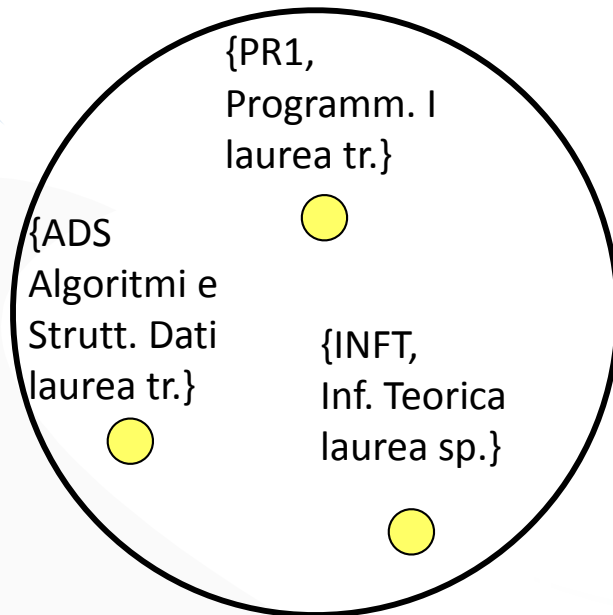 {PR1,
Programm. I
laurea tr.}
{ADS
Algoritmi e
Strutt. Dati
laurea tr.}
{INFT,
Inf. Teorica
laurea sp.}